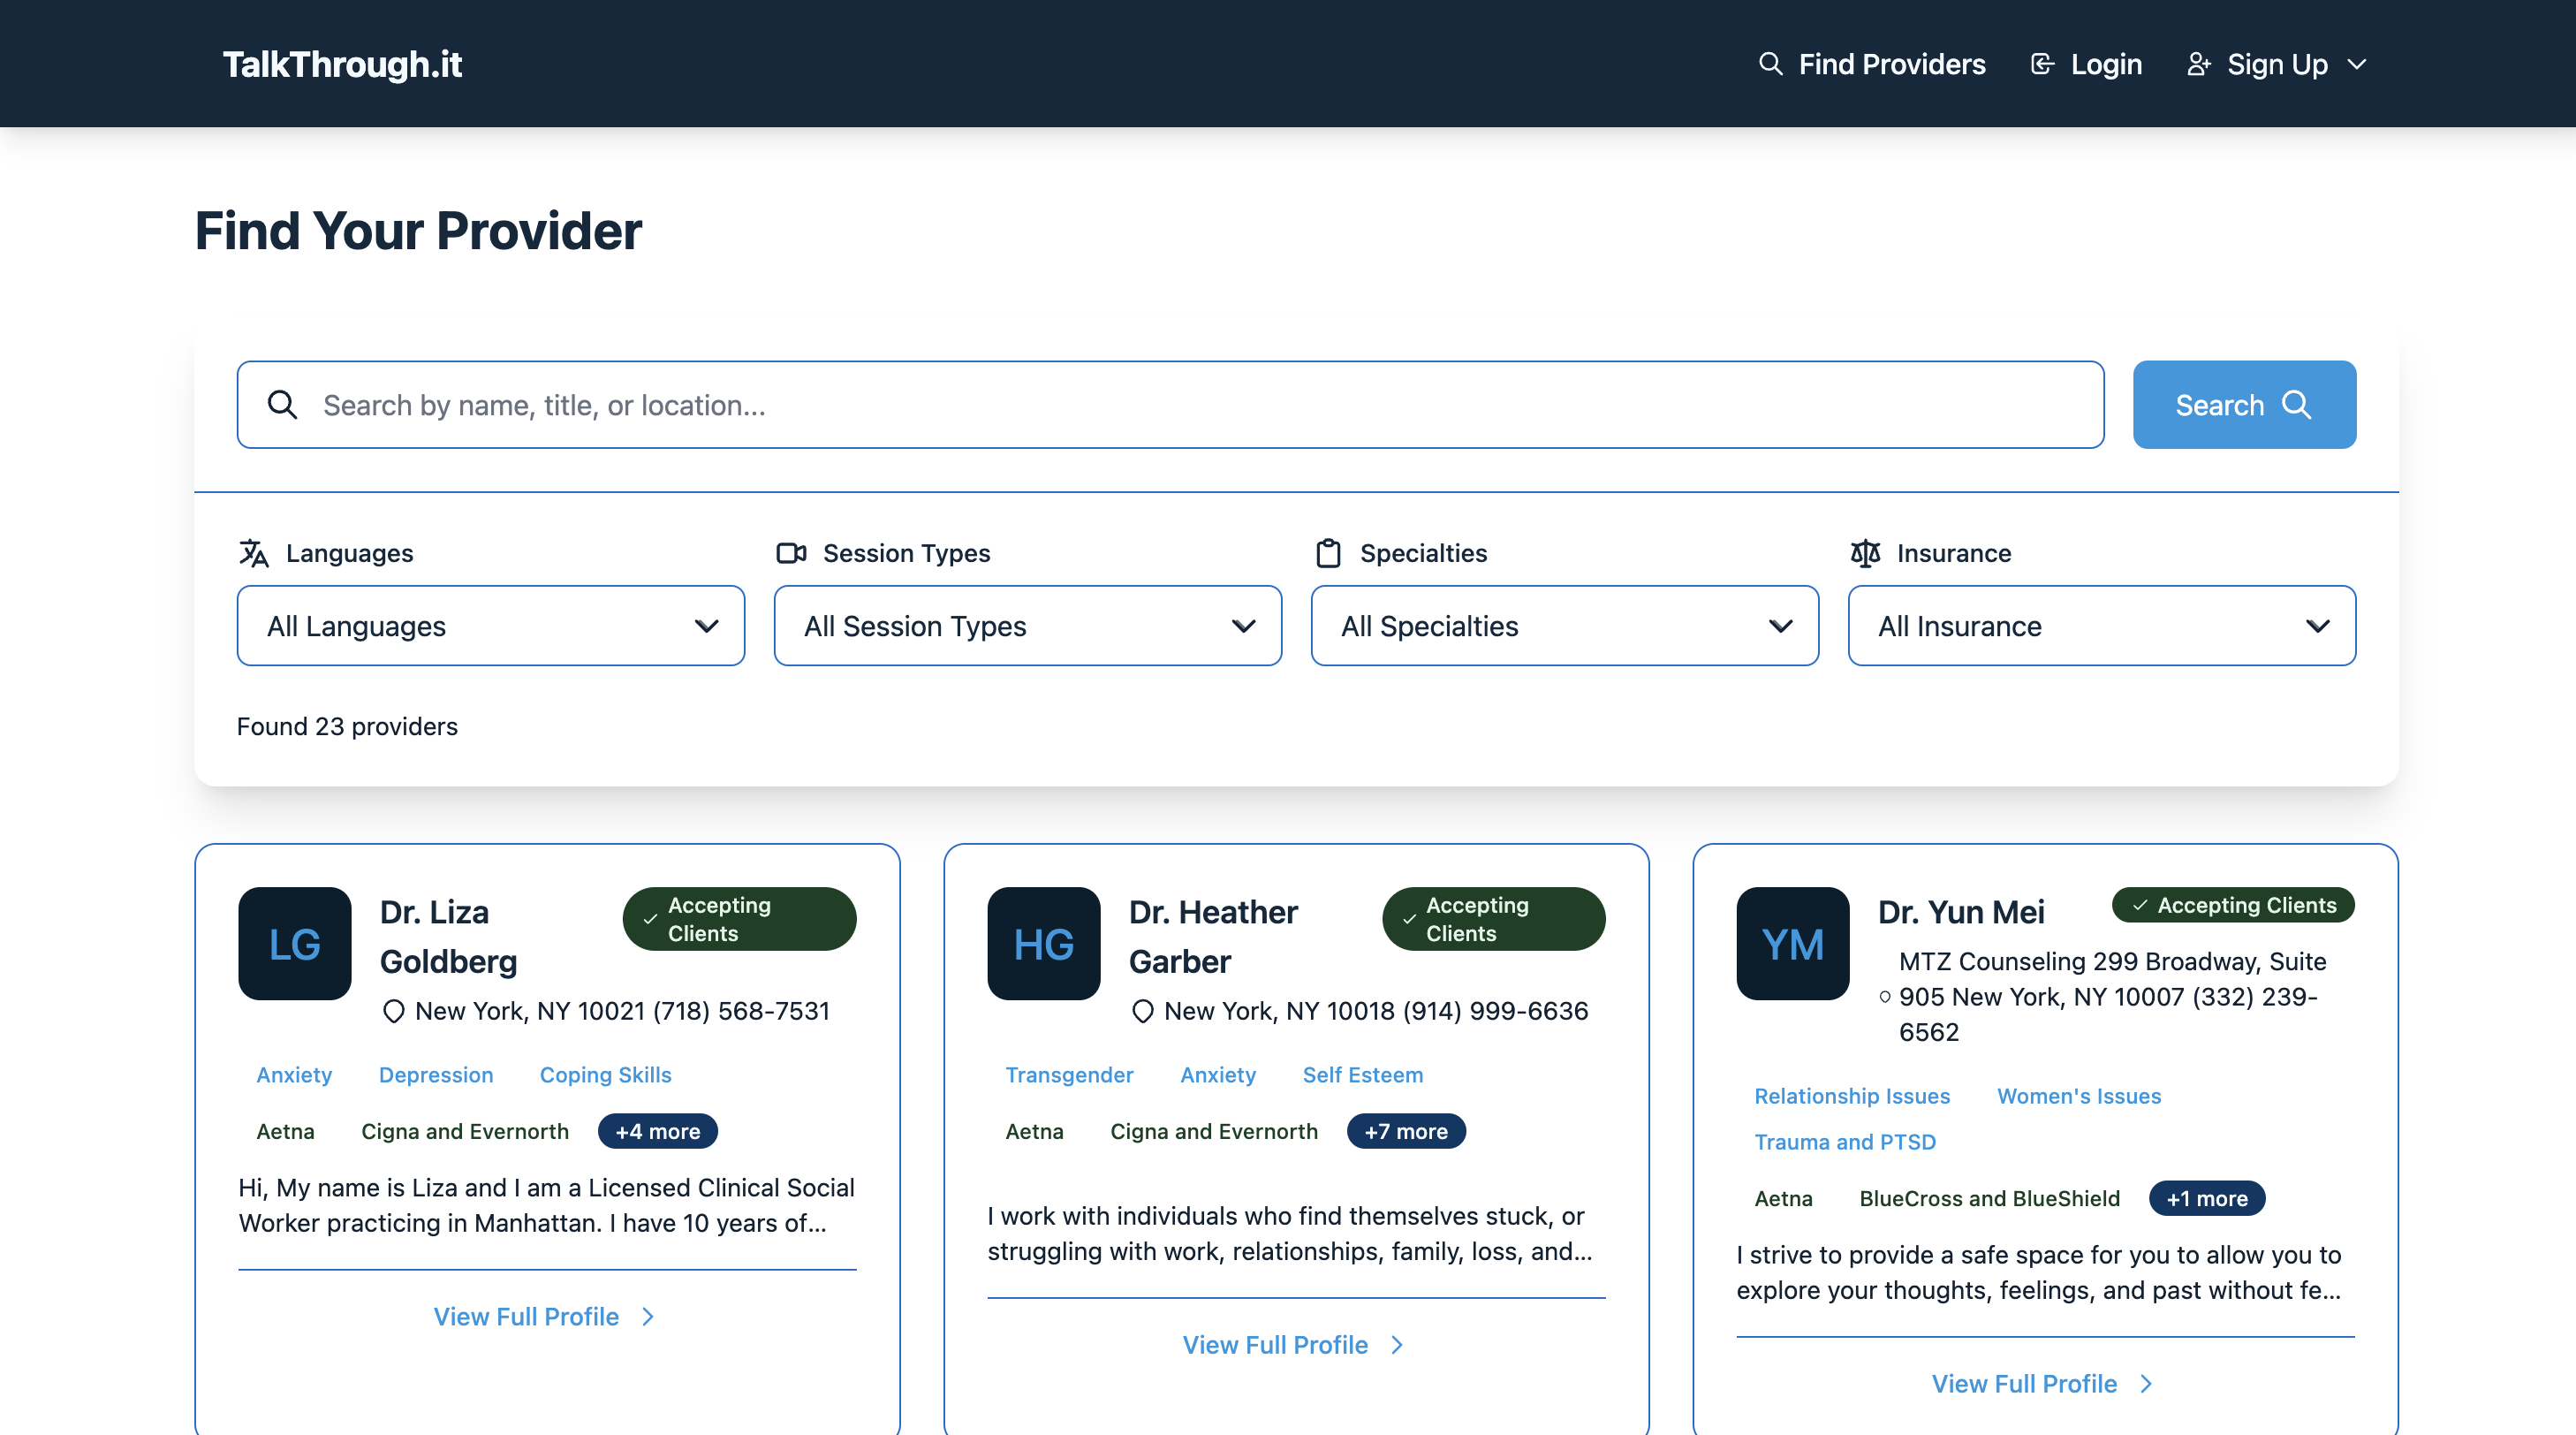 TalkThrough.it
Find Providers
Login
Sign Up
Find Your Provider
Search by name, title, or location...
Search
Languages
Session Types
Specialties
Insurance
All Languages
All Session Types
All Specialties
All Insurance
Found 23 providers
LG
Dr. Liza
Goldberg
Accepting
Clients
New York, NY 10021 (718) 568-7531
Anxiety
Depression
Coping Skills
Aetna
Cigna and Evernorth
+4 more
Hi, My name is Liza and I am a Licensed Clinical Social
Worker practicing in Manhattan. I have 10 years of...
View Full Profile
HG
Dr. Heather
Garber
Accepting
Clients
New York, NY 10018 (914) 999-6636
Transgender
Anxiety
Self Esteem
Aetna
Cigna and Evernorth
+7 more
I work with individuals who find themselves stuck, or
struggling with work, relationships, family, loss, and...
View Full Profile
YM
Dr. Yun Mei
Accepting Clients
MTZ Counseling 299 Broadway, Suite
905 New York, NY 10007 (332) 239-
6562
Relationship Issues
Women's Issues
Trauma and PTSD
Aetna
BlueCross and BlueShield
+1 more
I strive to provide a safe space for you to allow you to
explore your thoughts, feelings, and past without fe...
View Full Profile